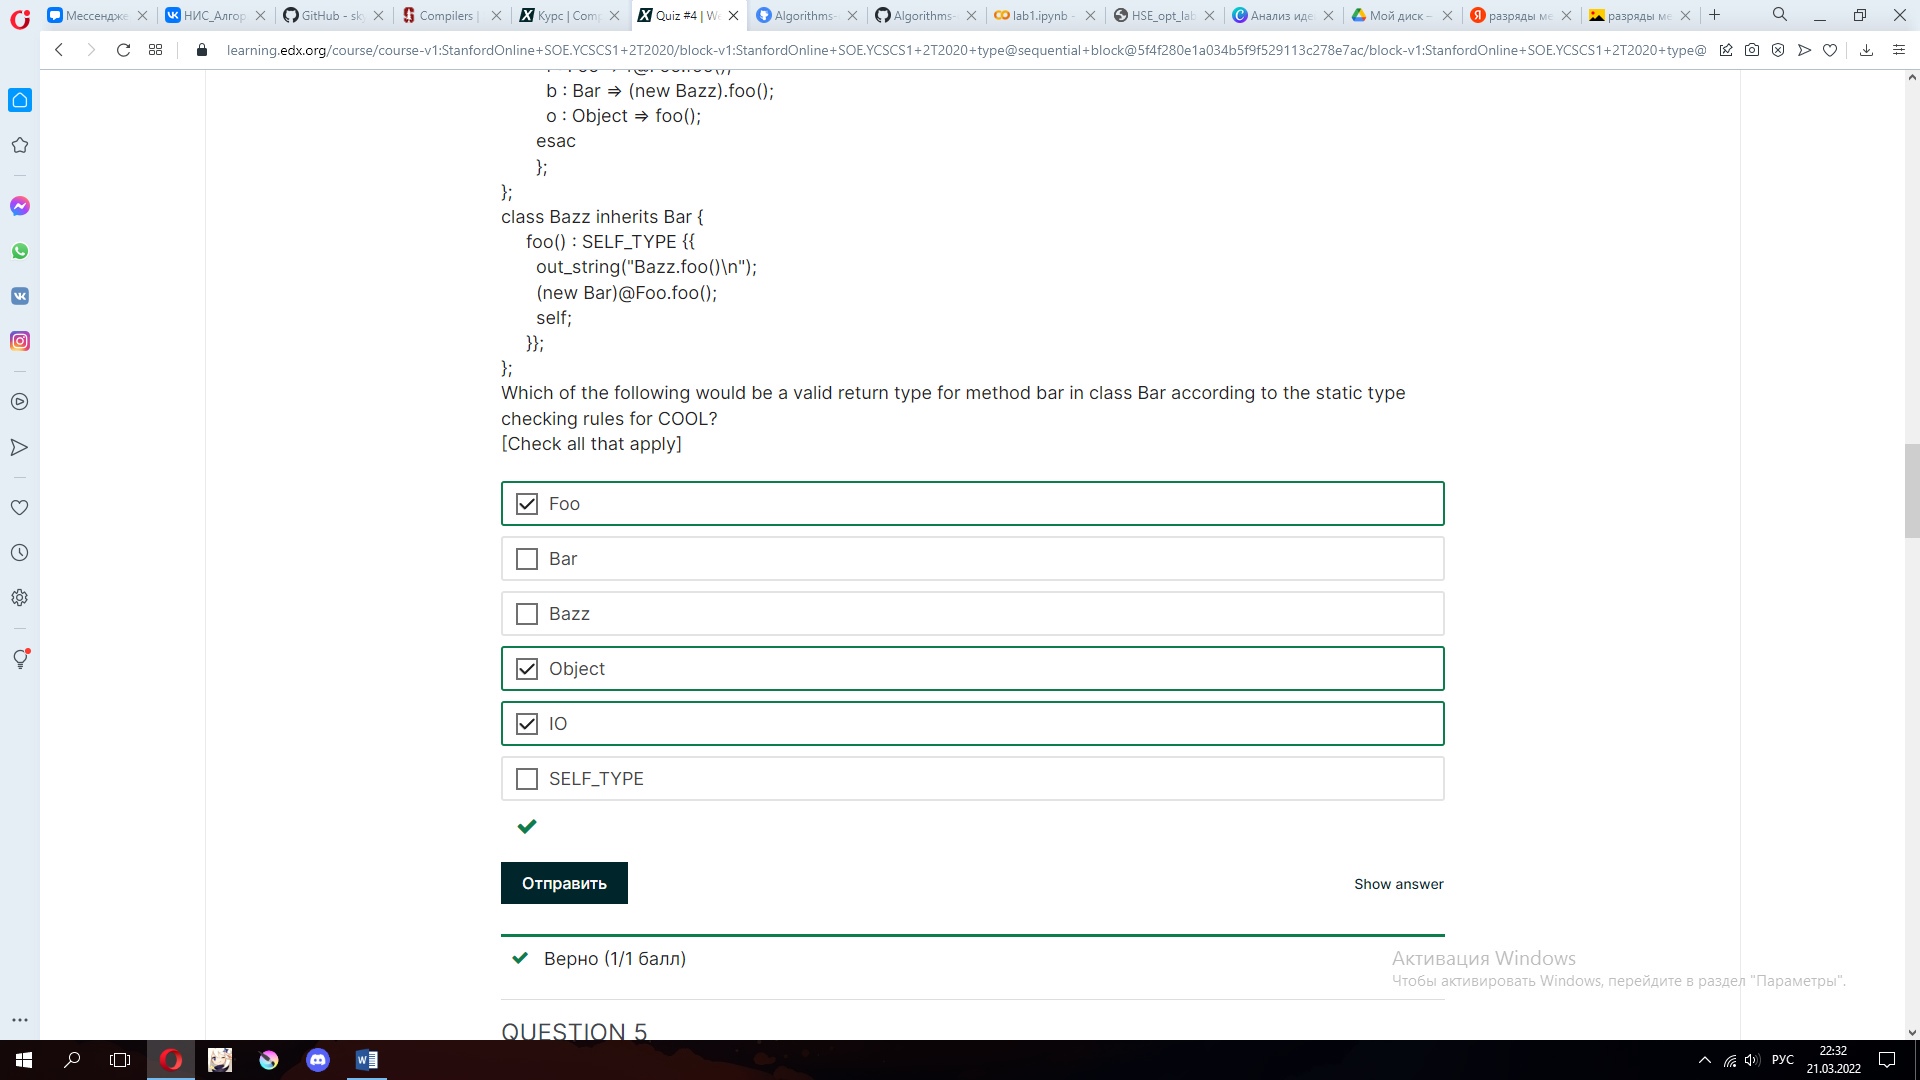 Мессендже
НИС_Алгор
GitHub - sky
Compilers |
Курс | Comp
Quiz #4 | We
Algorithms-
Algorithms-
lab1.ipynb -
HSE_opt_lab
Анализ иде
Мой диск –
разряды ме
разряды ме
learning.edx.org/course/course-v1:StanfordOnline+SOE.YCSCS1+2T2020/block-v1:StanfordOnline+SOE.YCSCS1+2T2020+type@sequential+block@5f4f280e1a034b5f9f529113c278e7ac/block-v1:StanfordOnline+SOE.YCSCS1+2T2020+type@
b : Bar ⇒ (new Bazz).foo();
o : Object ⇒ foo();
esac
};
};
class Bazz inherits Bar {
foo() : SELF_TYPE {{
out_string("Bazz.foo()\n");
(new Bar)@Foo.foo();
self;
}};
};
Which of the following would be a valid return type for method bar in class Bar according to the static type
checking rules for COOL?
[Check all that apply]
Foo
Bar
Bazz
Object
IO
SELF_TYPE
Отправить
Show answer
Верно (1/1 балл)
Активация Windows
Чтобы активировать Windows, перейдите в раздел "Параметры".
QUESTION 5
РУС
22:32
21.03.2022